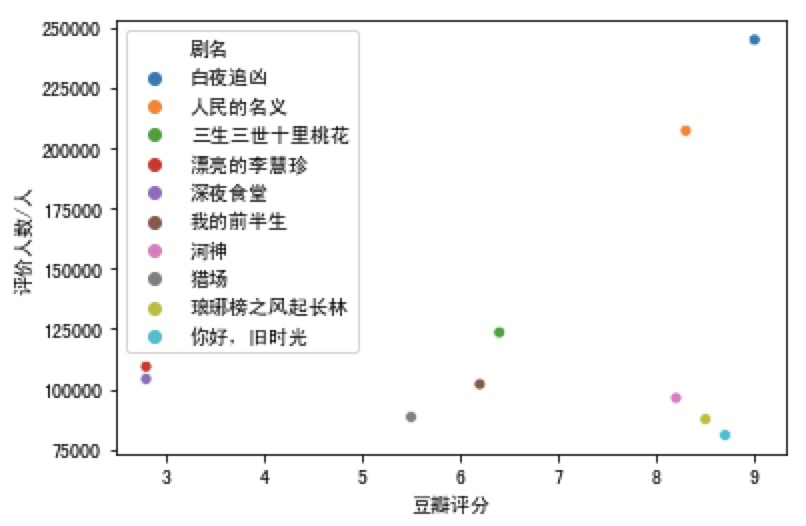 250000
225000
200000
175000
150000
125000
100000
75000
评价人数/人
剧名
白夜追凶
人民的名义
三生三世十里桃花
漂亮的李慧珍
深夜食堂
我的前半生
河神
猎场
琅琊榜之风起长林
你好，旧时光
3 4 5 6 7 8 9
豆瓣评分